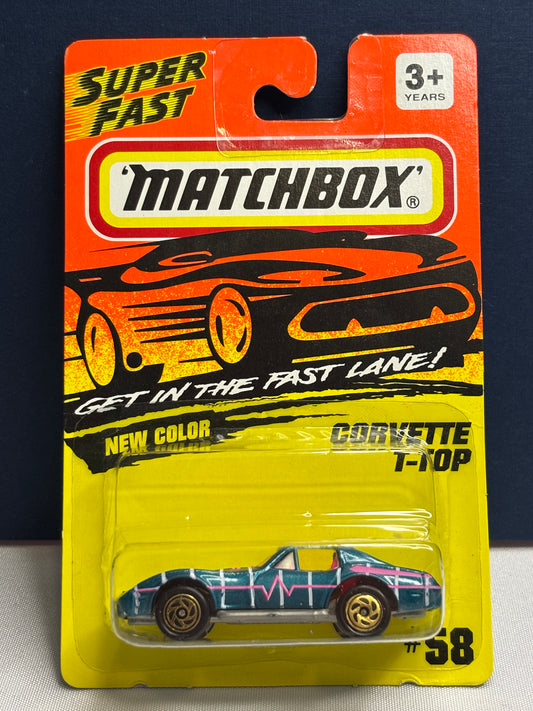 SUPER
FAST
3+
YEARS
'MATCHBOX'®
GET IN THE FAST LANE!
NEW COLOR
CORVETTE
T-TOP
#58